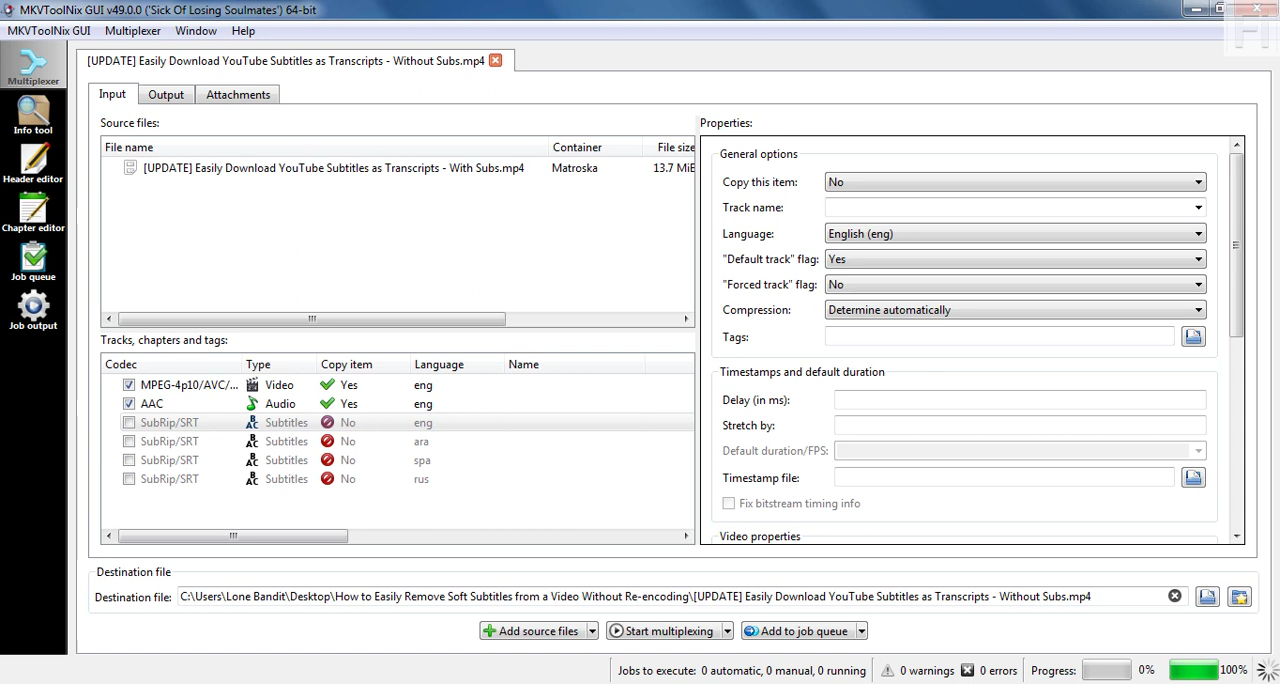 MKVToolNix GUI v49.0.0 ('Sick Of Losing Soulmates') 64-bit
MKVToolNix GUI Multiplexer Window Help
Multiplexer
Info tool
Header editor
Chapter editor
Job queue
Job output
[UPDATE] Easily Download YouTube Subtitles as Transcripts - Without Subs.mp4
Input Output Attachments
Source files:
File name Container File size
[UPDATE] Easily Download YouTube Subtitles as Transcripts - With Subs.mp4 Matroska 13.7 MiB
Tracks, chapters and tags:
Codec Type Copy item Language Name
MPEG-4p10/AVC/... Video Yes eng
AAC Audio Yes eng
SubRip/SRT Subtitles No eng
SubRip/SRT Subtitles No ara
SubRip/SRT Subtitles No spa
SubRip/SRT Subtitles No rus
Properties:
General options
Copy this item: No
Track name:
Language: English (eng)
"Default track" flag: Yes
"Forced track" flag: No
Compression: Determine automatically
Tags:
Timestamps and default duration
Delay (in ms):
Stretch by:
Default duration/FPS:
Timestamp file:
Fix bitstream timing info
Video properties
Destination file
Destination file: C:\Users\Lone Bandit\Desktop\How to Easily Remove Soft Subtitles from a Video Without Re-encoding\[UPDATE] Easily Download YouTube Subtitles as Transcripts - Without Subs.mp4
Add source files Start multiplexing Add to job queue
Jobs to execute: 0 automatic, 0 manual, 0 running 0 warnings 0 errors Progress: 0% 100%